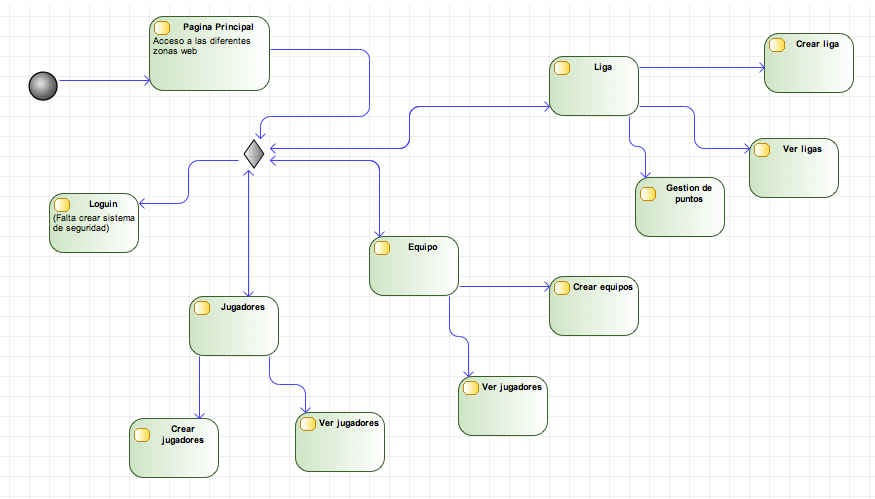 Pagina Principal
Acceso a las diferentes
zonas web
Crear liga
Liga
Ver ligas
Gestion de
puntos
Loguin
(Falta crear sistema
de seguridad)
Equipo
Crear equipos
Jugadores
Ver jugadores
Crear
jugadores
Ver jugadores